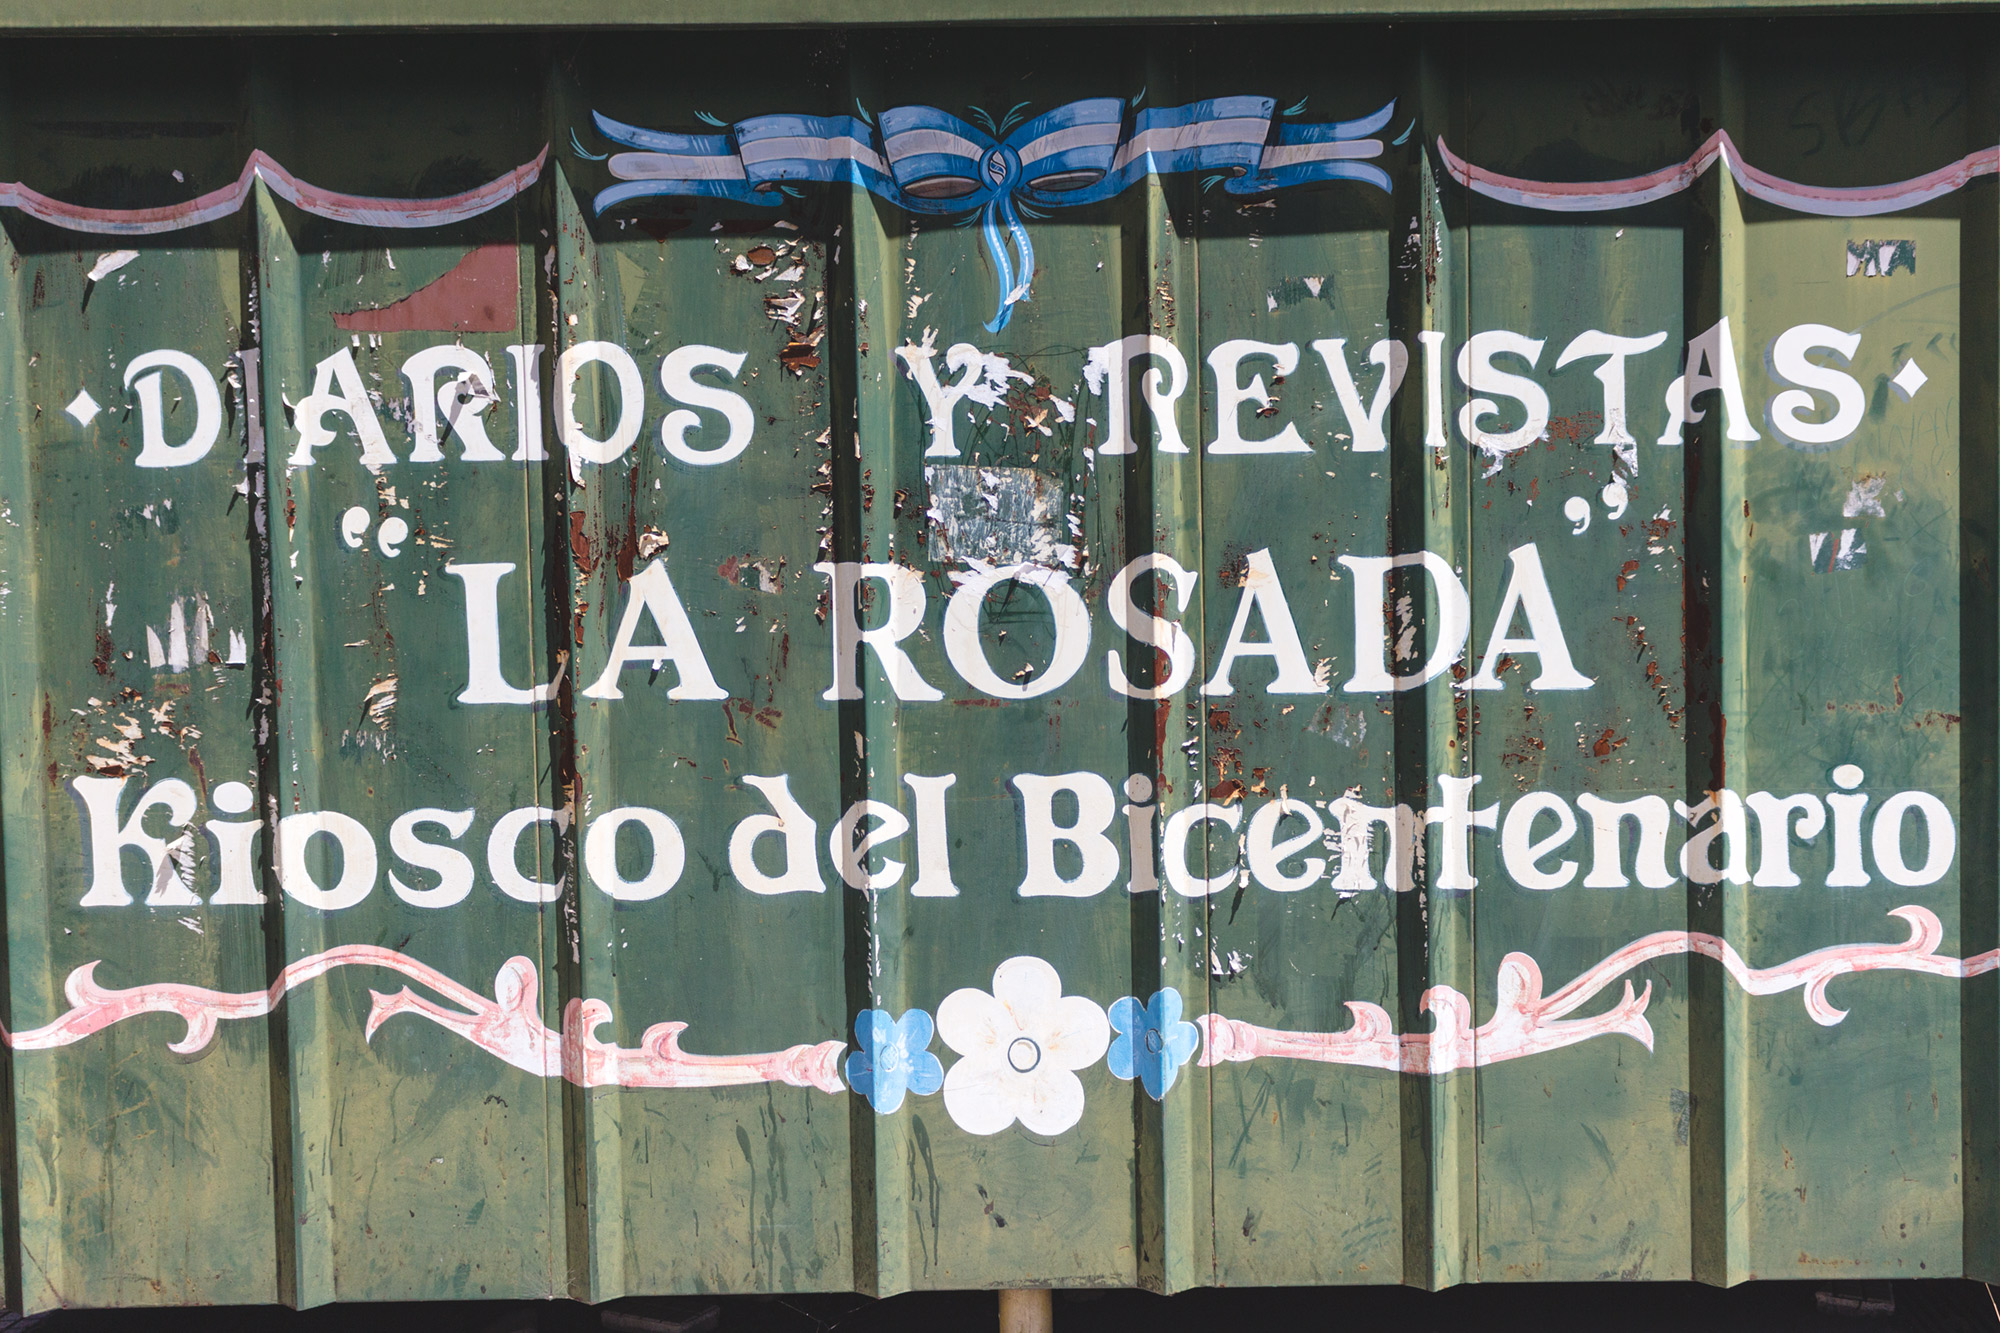 ·DIARIOS Y REVISTAS·
“LA ROSADA”
Kiosco del Bicentenario